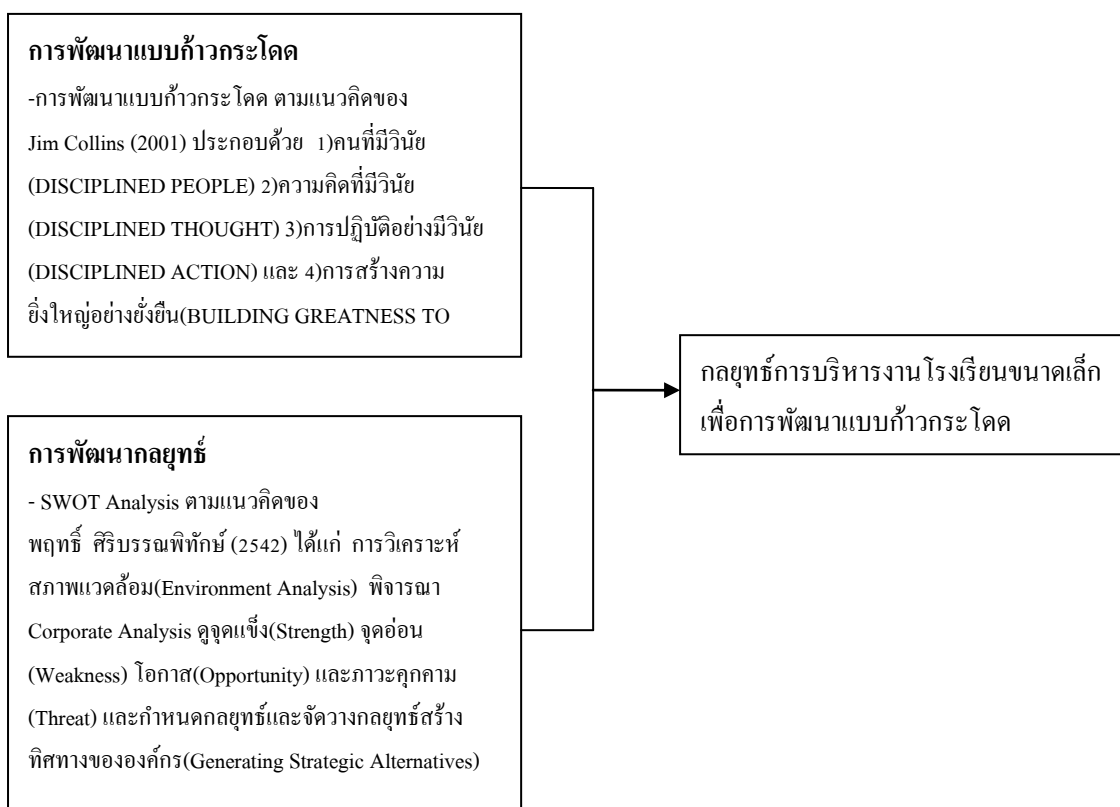 การพัฒนาแบบก้าวกระโดด
-การพัฒนาแบบก้าวกระโดด ตามแนวคิดของ
Jim Collins (2001) ประกอบด้วย 1)คนที่มีวินัย
(DISCIPLINED PEOPLE) 2)ความคิดที่มีวินัย
(DISCIPLINED THOUGHT) 3)การปฏิบัติอย่างมีวินัย
(DISCIPLINED ACTION) และ 4)การสร้างความ
ยิ่งใหญ่อย่างยั่งยืน(BUILDING GREATNESS TO
กลยุทธ์การบริหารงานโรงเรียนขนาดเล็ก
เพื่อการพัฒนาแบบก้าวกระโดด
การพัฒนากลยุทธ์
- SWOT Analysis ตามแนวคิดของ
พฤทธิ์ ศิริบรรณพิทักษ์ (2542) ได้แก่ การวิเคราะห์
สภาพแวดล้อม(Environment Analysis) พิจารณา
Corporate Analysis ดูจุดแข็ง(Strength) จุดอ่อน
(Weakness) โอกาส(Opportunity) และภาวะคุกคาม
(Threat) และกำหนดกลยุทธ์และจัดวางกลยุทธ์สร้าง
ทิศทางขององค์กร(Generating Strategic Alternatives)